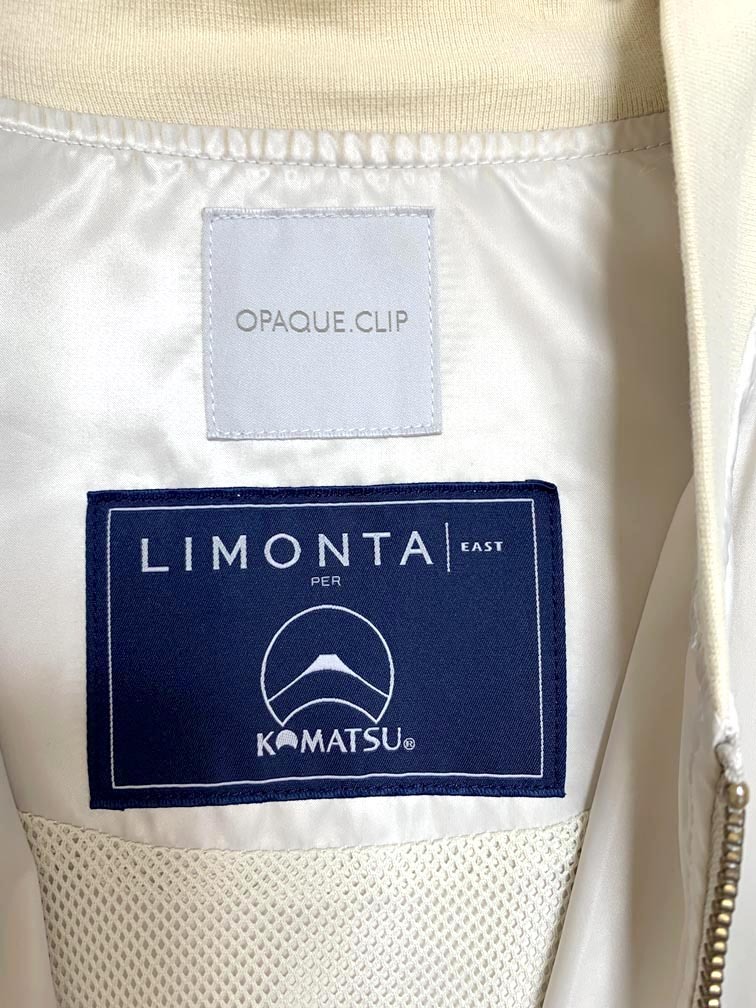 OPAQUE.CLIP
LIMONTA EAST
PER
KOMATSU®